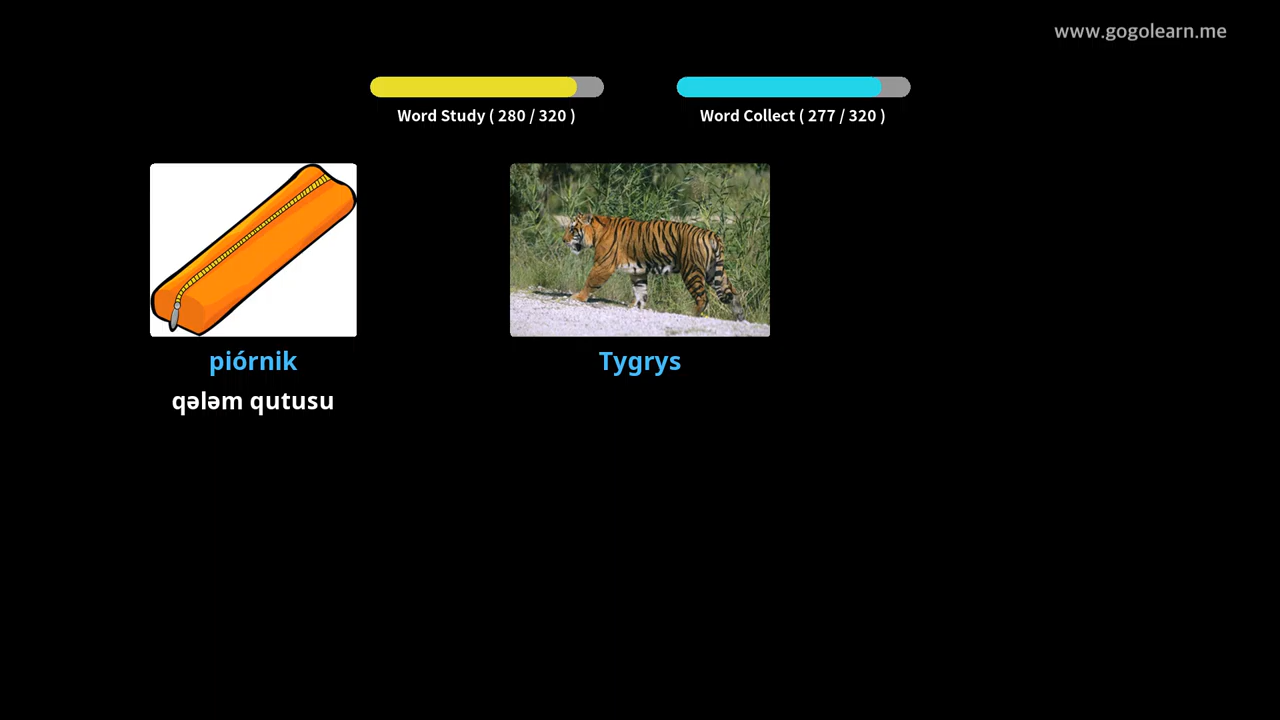 www.gogolearn.me
Word Study ( 280 / 320 )
Word Collect ( 277 / 320 )
piórnik
Tygrys
qələm qutusu